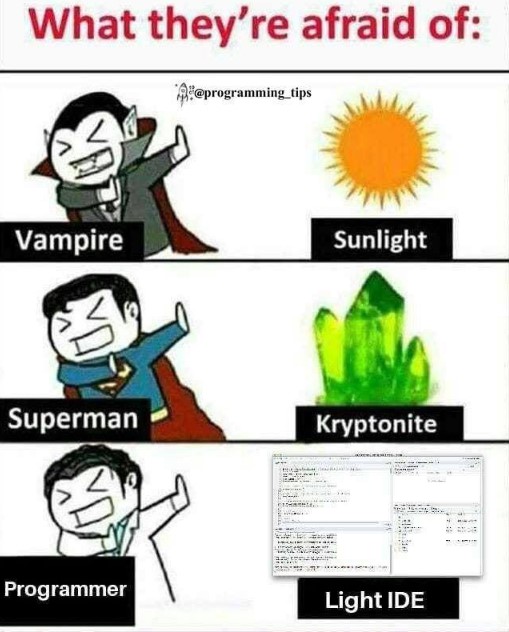 What they're afraid of:
@programming_tips
Vampire
Sunlight
Superman
Kryptonite
Programmer
Light IDE